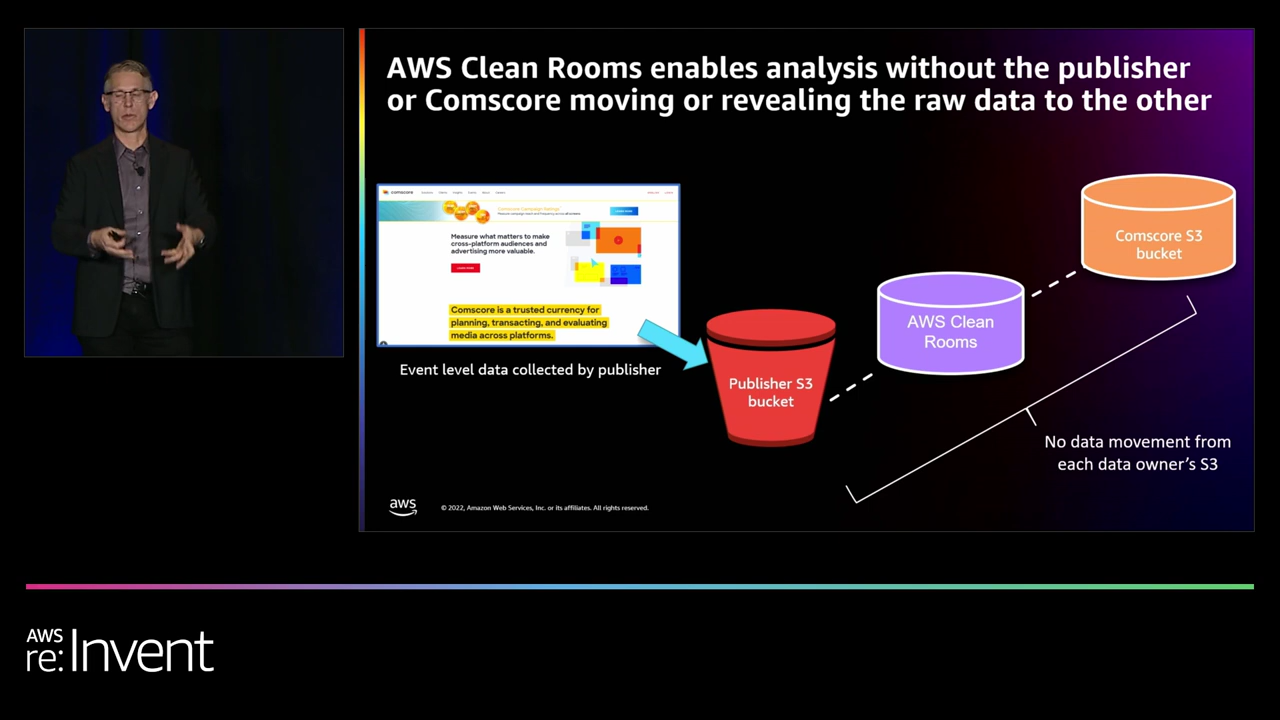 AWS Clean Rooms enables analysis without the publisher
or Comscore moving or revealing the raw data to the other
comscore
Comscore Campaign Ratings
LEARN MORE
Measure what matters to make
cross-platform audiences and
advertising more valuable.
Comscore is a trusted currency for
planning, transacting, and evaluating
media across platforms.
Event level data collected by publisher
Publisher S3
bucket
AWS Clean
Rooms
Comscore S3
bucket
No data movement from
each data owner's S3
aws
© 2022, Amazon Web Services, Inc. or its affiliates. All rights reserved.
AWS
re:Invent